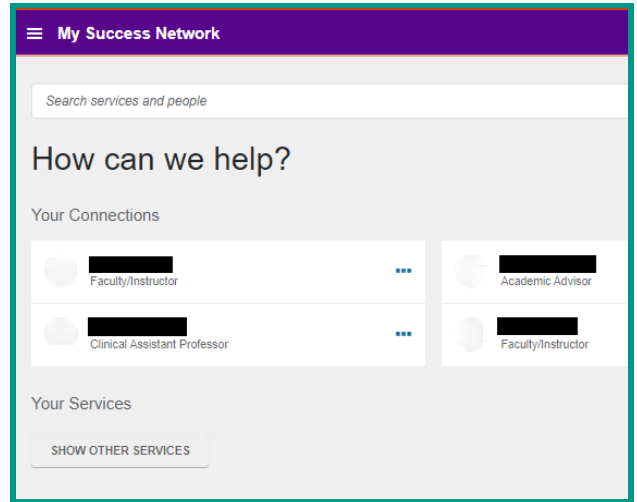 My Success Network
Search services and people
How can we help?
Your Connections
Faculty/Instructor
Academic Advisor
Clinical Assistant Professor
Faculty/Instructor
Your Services
SHOW OTHER SERVICES